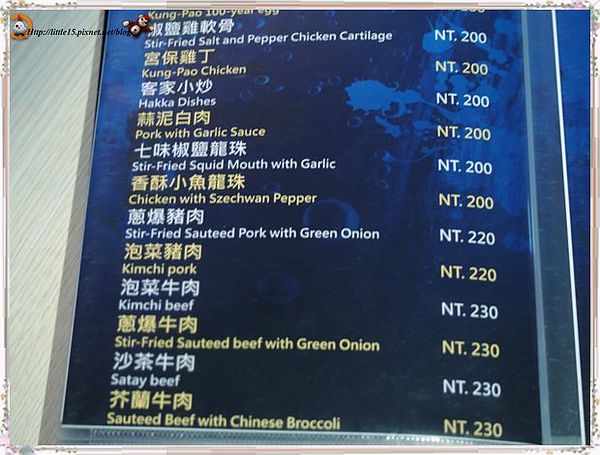 Http://little15.pixnet.net/blog
Kung-Pao 100-year egg
椒鹽雞軟骨
Stir-Fried Salt and Pepper Chicken Cartilage NT. 200
宮保雞丁
Kung-Pao Chicken NT. 200
客家小炒
Hakka Dishes NT. 200
蒜泥白肉
Pork with Garlic Sauce NT. 200
七味椒鹽龍珠
Stir-Fried Squid Mouth with Garlic NT. 200
香酥小魚龍珠
Chicken with Szechwan Pepper NT. 200
蔥爆豬肉
Stir-Fried Sauteed Pork with Green Onion NT. 220
泡菜豬肉
Kimchi pork NT. 220
泡菜牛肉
Kimchi beef NT. 230
蔥爆牛肉
Stir-Fried Sauteed beef with Green Onion NT. 230
沙茶牛肉
Satay beef NT. 230
芥蘭牛肉
Sauteed Beef with Chinese Broccoli NT. 230